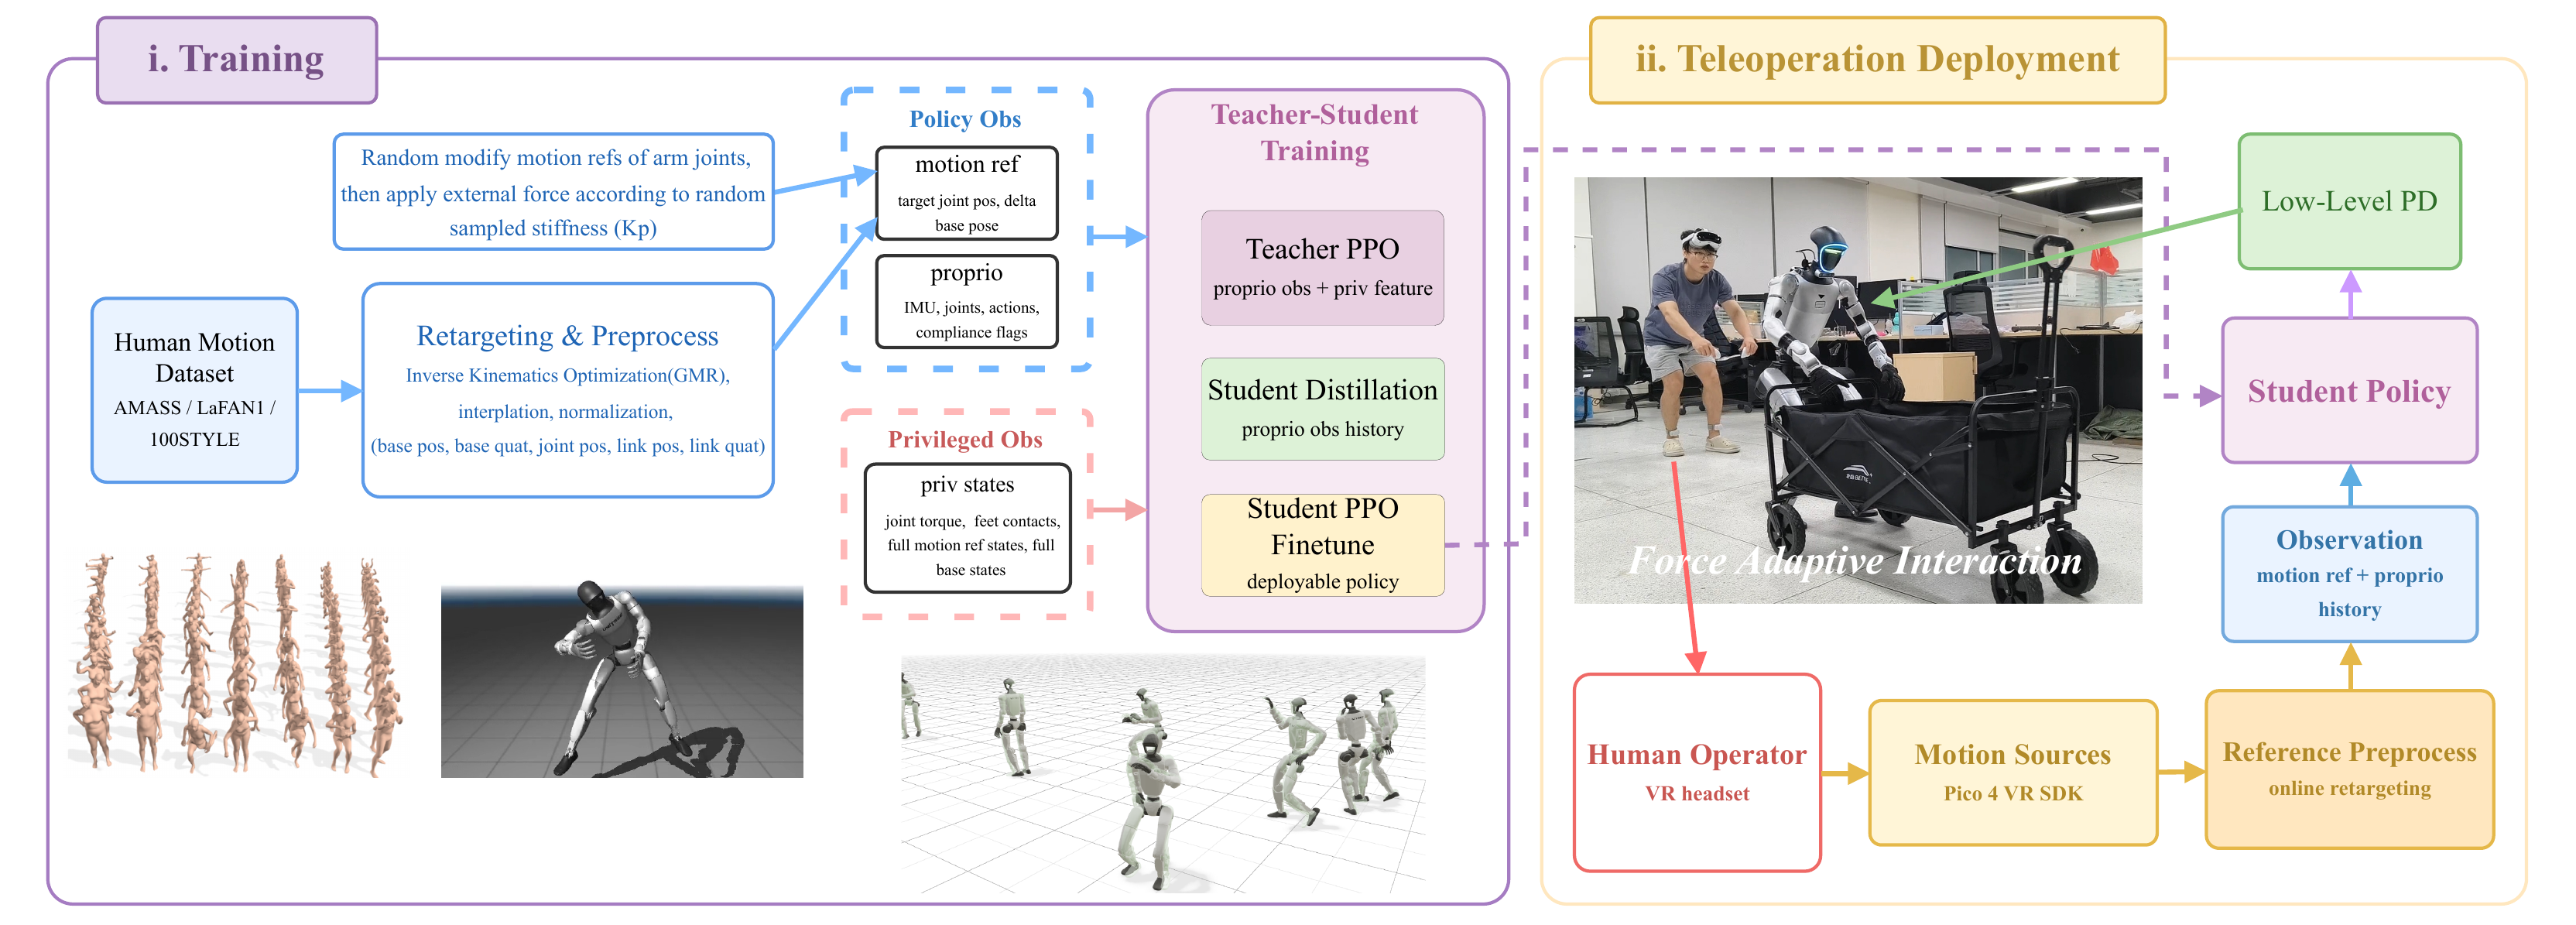 i. Training
Random modify motion refs of arm joints,
then apply external force according to random
sampled stiffness (Kp)
Human Motion
Dataset
AMASS / LaFAN1 /
100STYLE
Retargeting & Preprocess
Inverse Kinematics Optimization(GMR),
interplation, normalization,
(base pos, base quat, joint pos, link pos, link quat)
Policy Obs
motion ref
target joint pos, delta
base pose
proprio
IMU, joints, actions,
compliance flags
Privileged Obs
priv states
joint torque, feet contacts,
full motion ref states, full
base states
Teacher-Student
Training
Teacher PPO
proprio obs + priv feature
Student Distillation
proprio obs history
Student PPO
Finetune
deployable policy
ii. Teleoperation Deployment
Force Adaptive Interaction
Low-Level PD
Student Policy
Observation
motion ref + proprio
history
Human Operator
VR headset
Motion Sources
Pico 4 VR SDK
Reference Preprocess
online retargeting